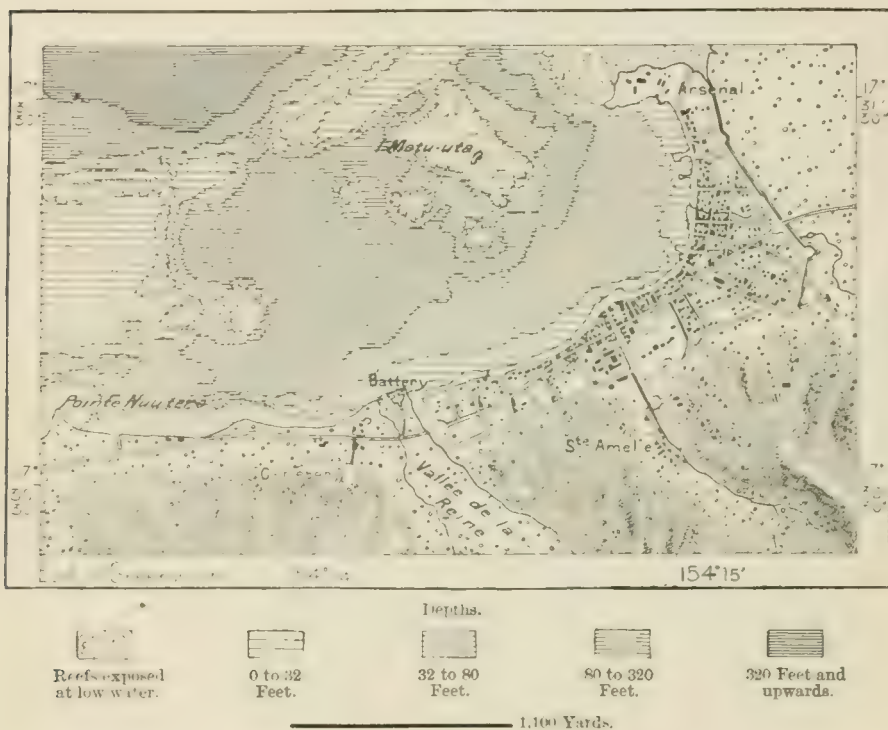 Arsenal
17°
I. Motu-uta
Battery
Pointe
Ste Amelie
Vallée de la
Reine
154°15'
Depths.
Reefs exposed
at low water.
0 to 32
Feet.
32 to 80
Feet.
80 to 320
Feet.
320 Feet and
upwards.
1,100 Yards.